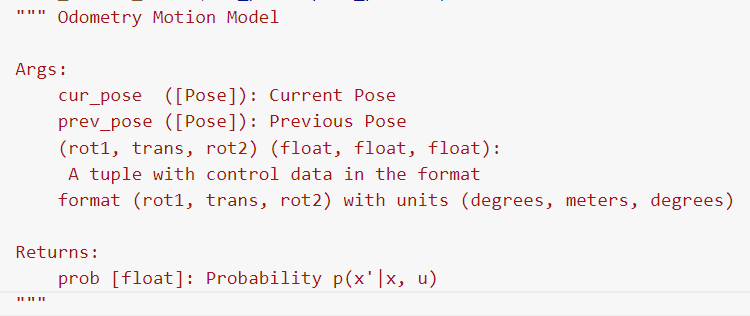 """ Odometry Motion Model
Args:
cur_pose  ([Pose]): Current Pose
prev_pose ([Pose]): Previous Pose
(rot1, trans, rot2) (float, float, float):
A tuple with control data in the format
format (rot1, trans, rot2) with units (degrees, meters, degrees)
Returns:
prob [float]: Probability p(x'|x, u)
"""